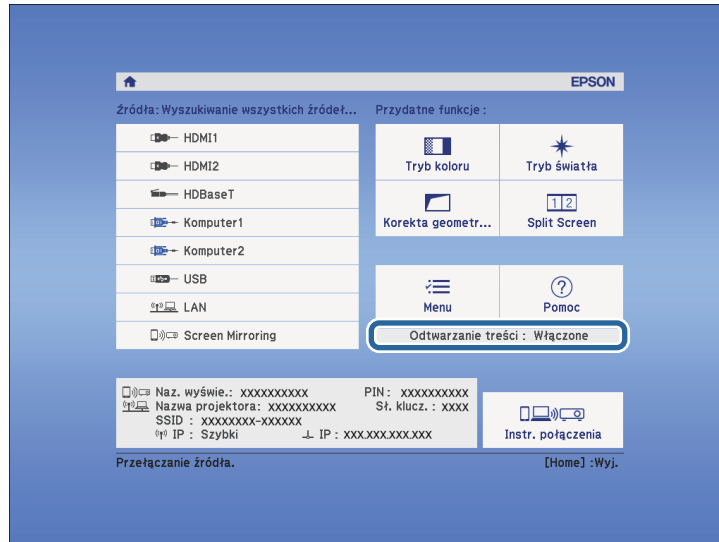 EPSON
Źródła: Wyszukiwanie wszystkich źródeł...
HDMI1
HDMI2
HDBaseT
Komputer1
Komputer2
USB
LAN
Screen Mirroring
Przydatne funkcje :
Tryb koloru
Tryb światła
Korekta geometr...
1 2
Split Screen
Menu
?
Pomoc
Odtwarzanie treści : Włączone
Naz. wyświe.: xxxxxxxxxx PIN : xxxxxxxxxx
Nazwa projektora: xxxxxxxxxx Sł. klucz. : xxxx
SSID : xxxxxxxx-xxxxxx
IP : Szybki IP : xxx.xxx.xxx.xxx
Instr. połączenia
Przełączanie źródła. [Home] :Wyj.